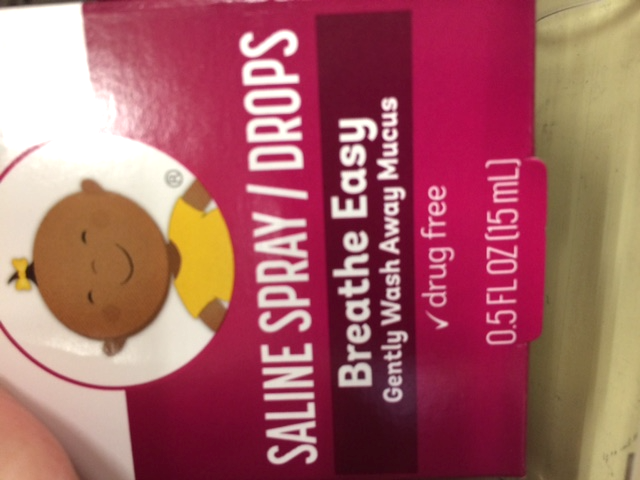 ®
SALINE SPRAY / DROPS
Breathe Easy
Gently Wash Away Mucus
✓ drug free
0.5 FL OZ (15 mL)